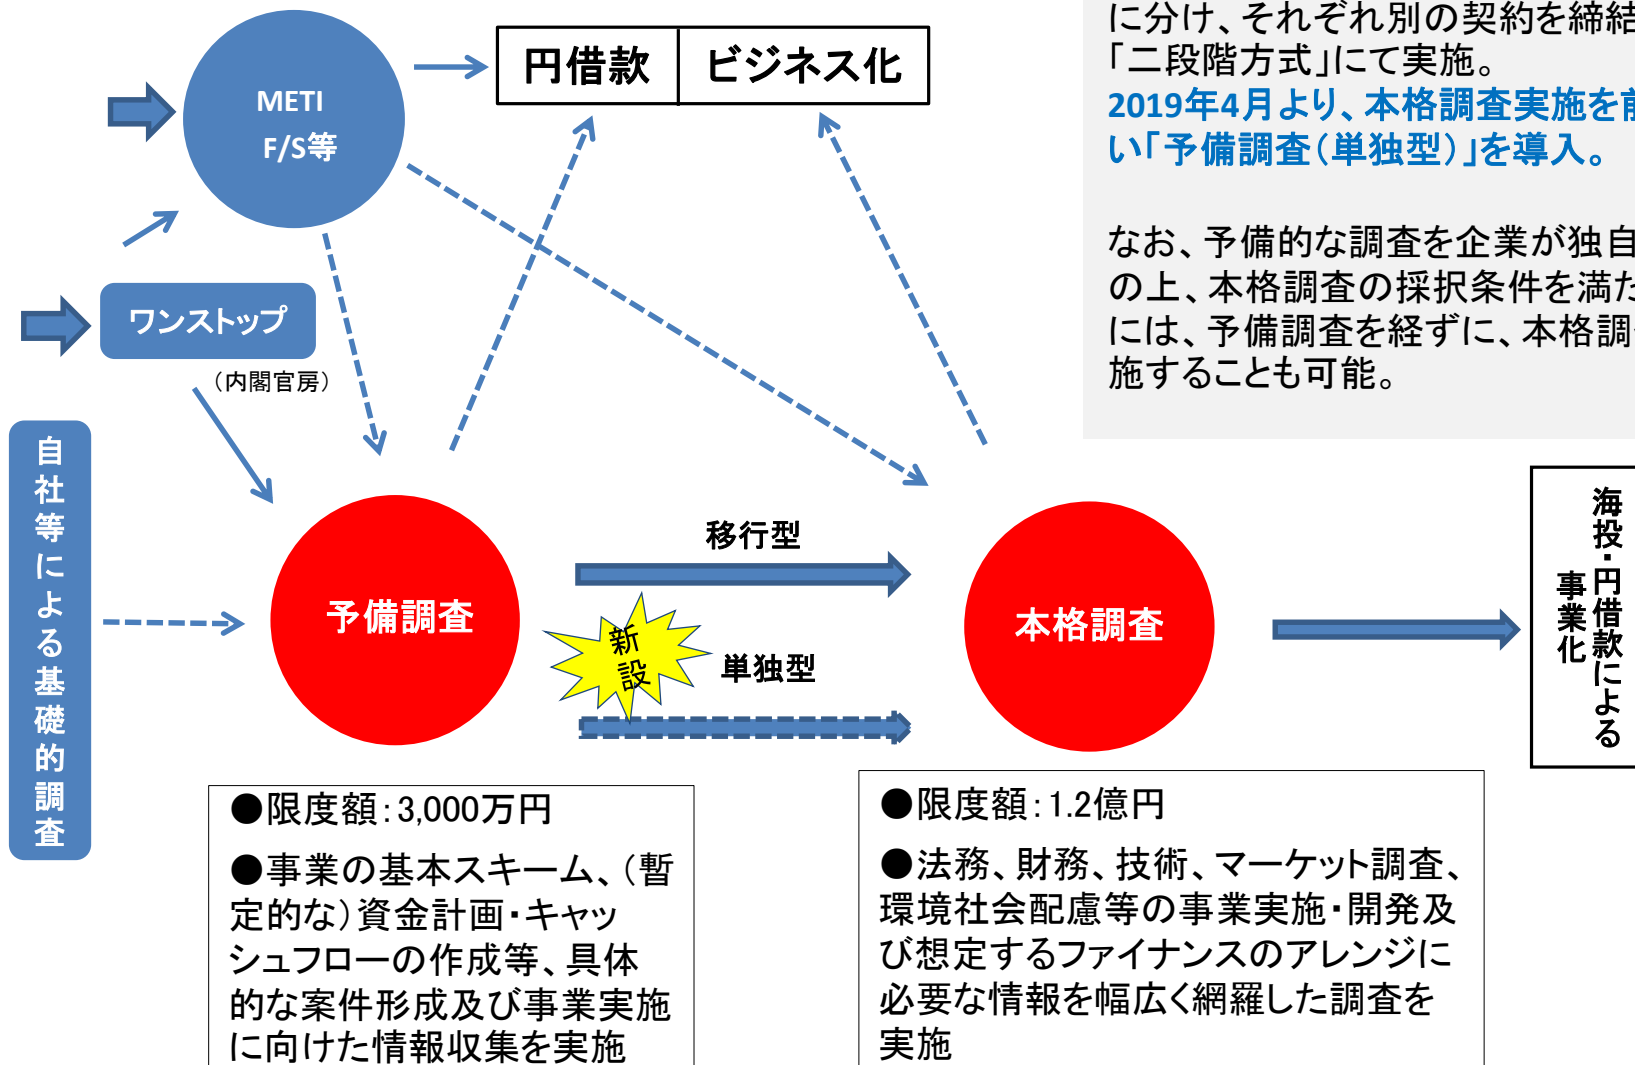 に分け、それぞれ別の契約を締結
「二段階方式」にて実施。
2019年4月より、本格調査実施を前
い「予備調査（単独型）」を導入。
なお、予備的な調査を企業が独自
の上、本格調査の採択条件を満た
には、予備調査を経ずに、本格調
施することも可能。
円借款
ビジネス化
METI
F/S等
ワンストップ
（内閣官房）
自社等による基礎的調査
予備調査
移行型
新
設
単独型
本格調査
海投・円借款による
事業化
●限度額：3,000万円
●事業の基本スキーム、（暫
定的な）資金計画・キャッ
シュフローの作成等、具体
的な案件形成及び事業実施
に向けた情報収集を実施
●限度額：1.2億円
●法務、財務、技術、マーケット調査、
環境社会配慮等の事業実施・開発及
び想定するファイナンスのアレンジに
必要な情報を幅広く網羅した調査を
実施